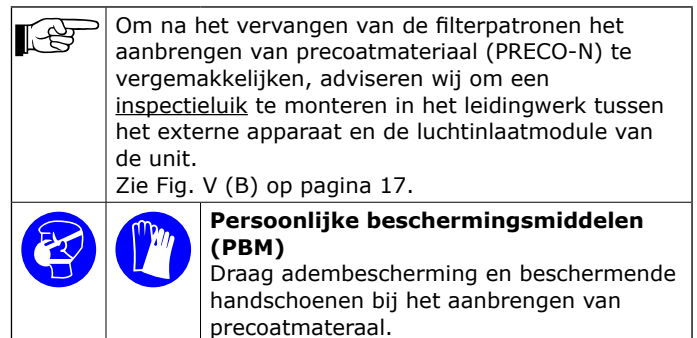 Om na het vervangen van de filterpatronen het
aanbrengen van precoatmateriaal (PRECO-N) te
vergemakkelijken, adviseren wij om een
inspectieluik te monteren in het leidingwerk tussen
het externe apparaat en de luchtinlaatmodule van
de unit.
Zie Fig. V (B) op pagina 17.
Persoonlijke beschermingsmiddelen
(PBM)
Draag adembescherming en beschermende
handschoenen bij het aanbrengen van
precoatmateraal.